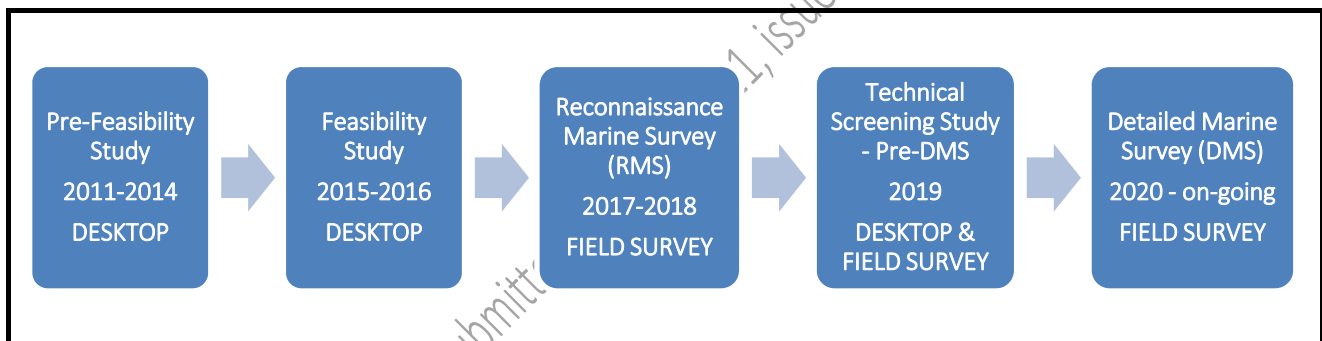 Pre-Feasibility
Study
2011-2014
DESKTOP
Feasibility
Study
2015-2016
DESKTOP
Reconnaissance
Marine Survey
(RMS)
2017-2018
FIELD SURVEY
Technical
Screening Study
- Pre-DMS
2019
DESKTOP &
FIELD SURVEY
Detailed Marine
Survey (DMS)
2020 - on-going
FIELD SURVEY